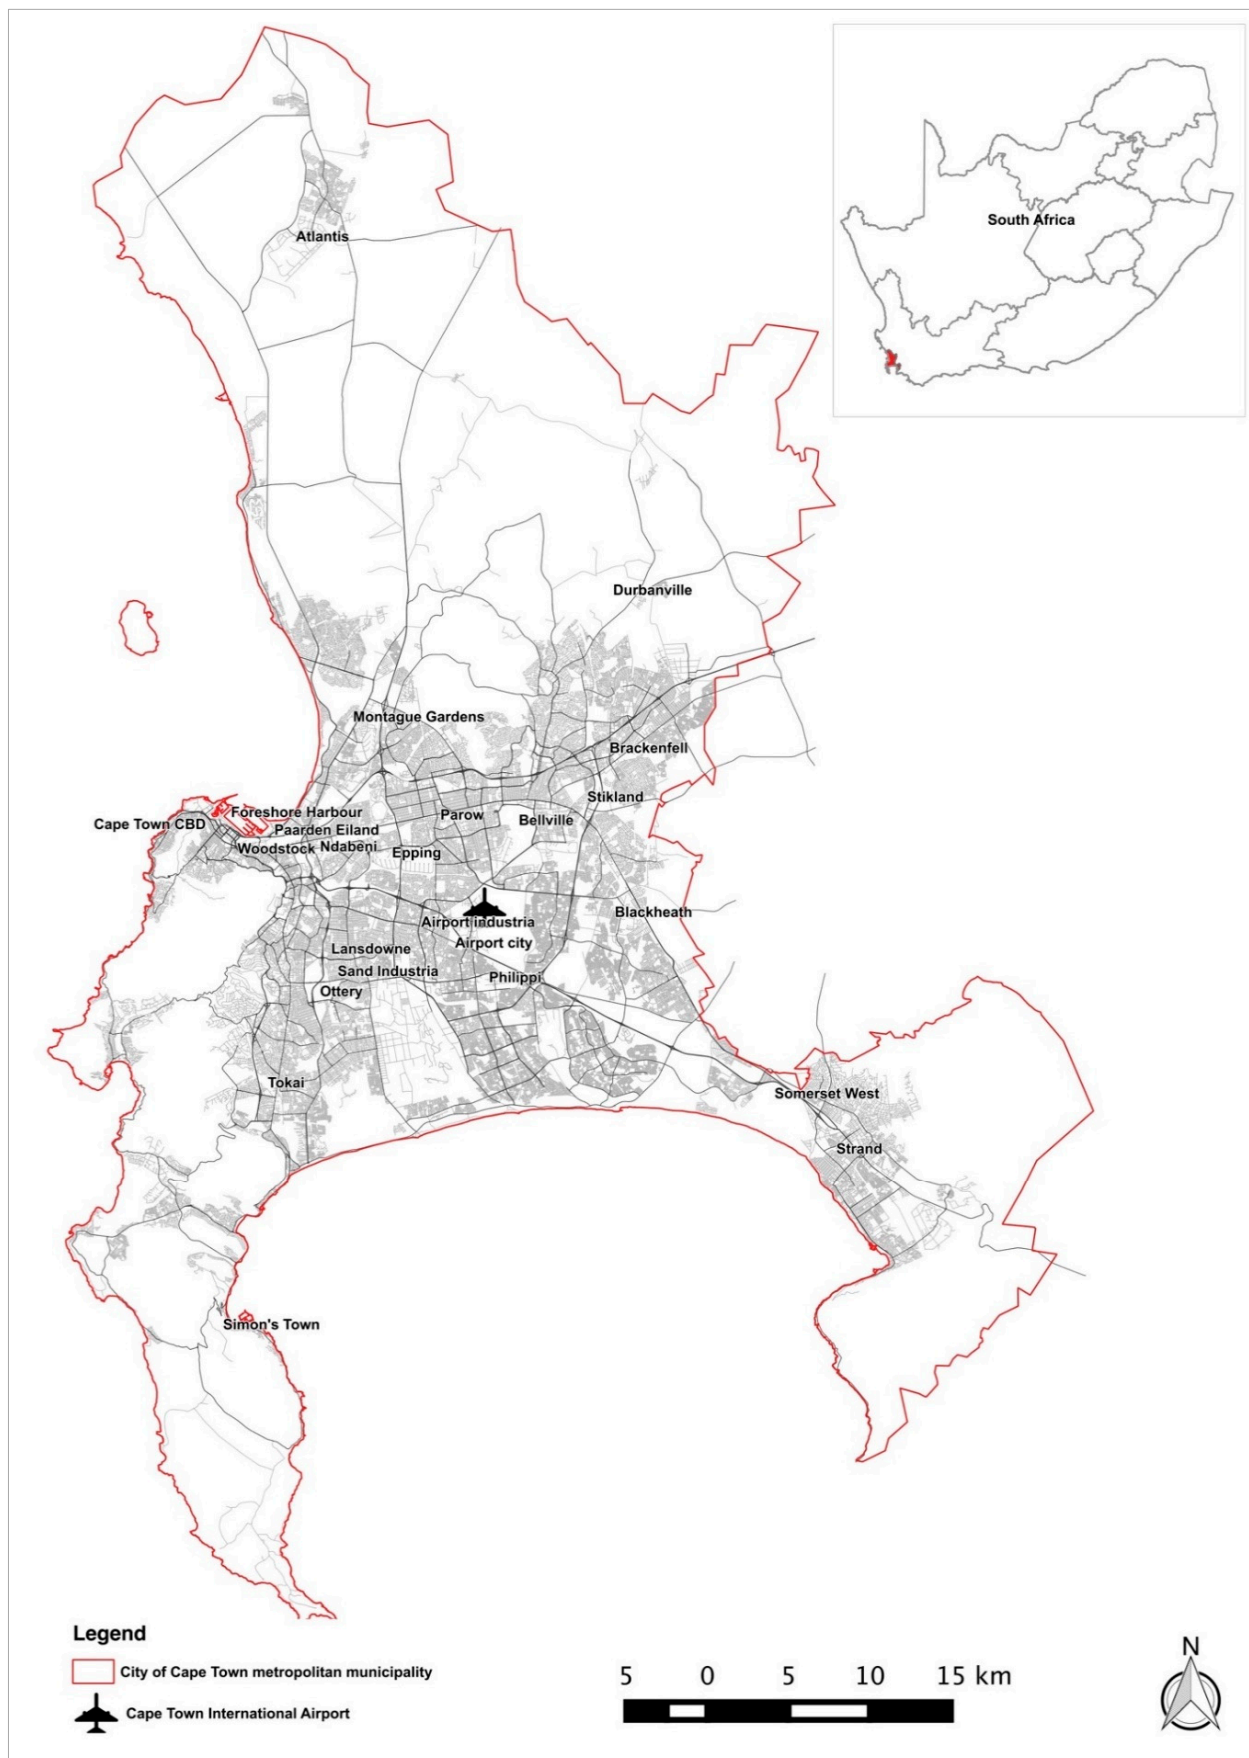 South Africa
Atlantis
Durbanville
Montague Gardens
Brackenfell
Stikland
Foreshore Harbour
Parow
Bellville
Cape Town CBD
Paarden Eiland
Woodstock
Ndabeni
Epping
Blackheath
Airport industria
Airport city
Lansdowne
Sand Industria
Philippi
Ottery
Tokai
Somerset West
Strand
Simon's Town
Legend
City of Cape Town metropolitan municipality
Cape Town International Airport
5 0 5 10 15 km
N